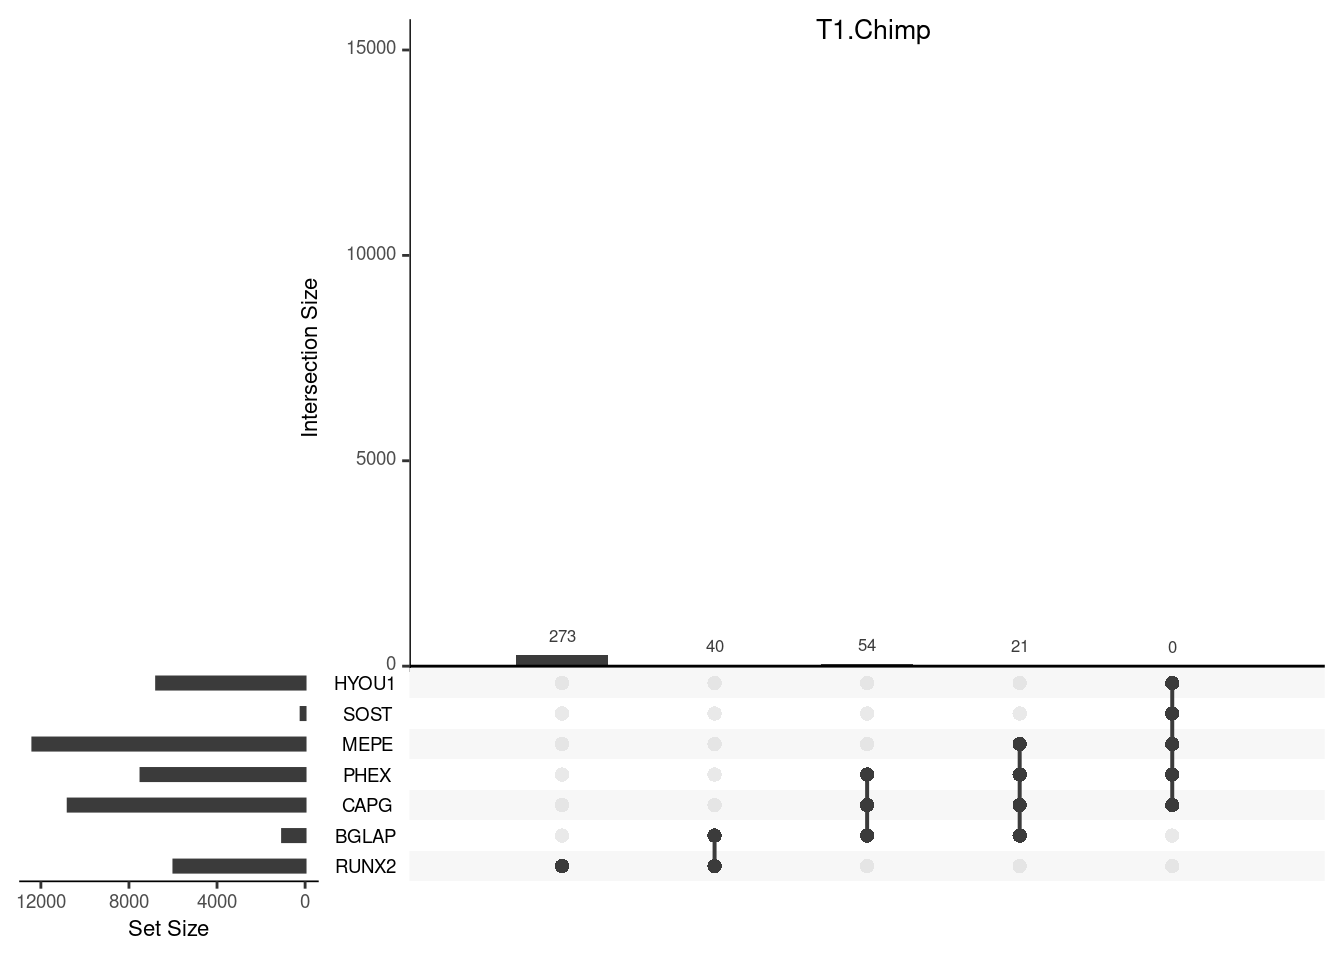 T1.Chimp
15000
10000
5000
0
Intersection Size
273
40
54
21
0
HYOU1
SOST
MEPE
PHEX
CAPG
BGLAP
RUNX2
12000 8000 4000 0
Set Size